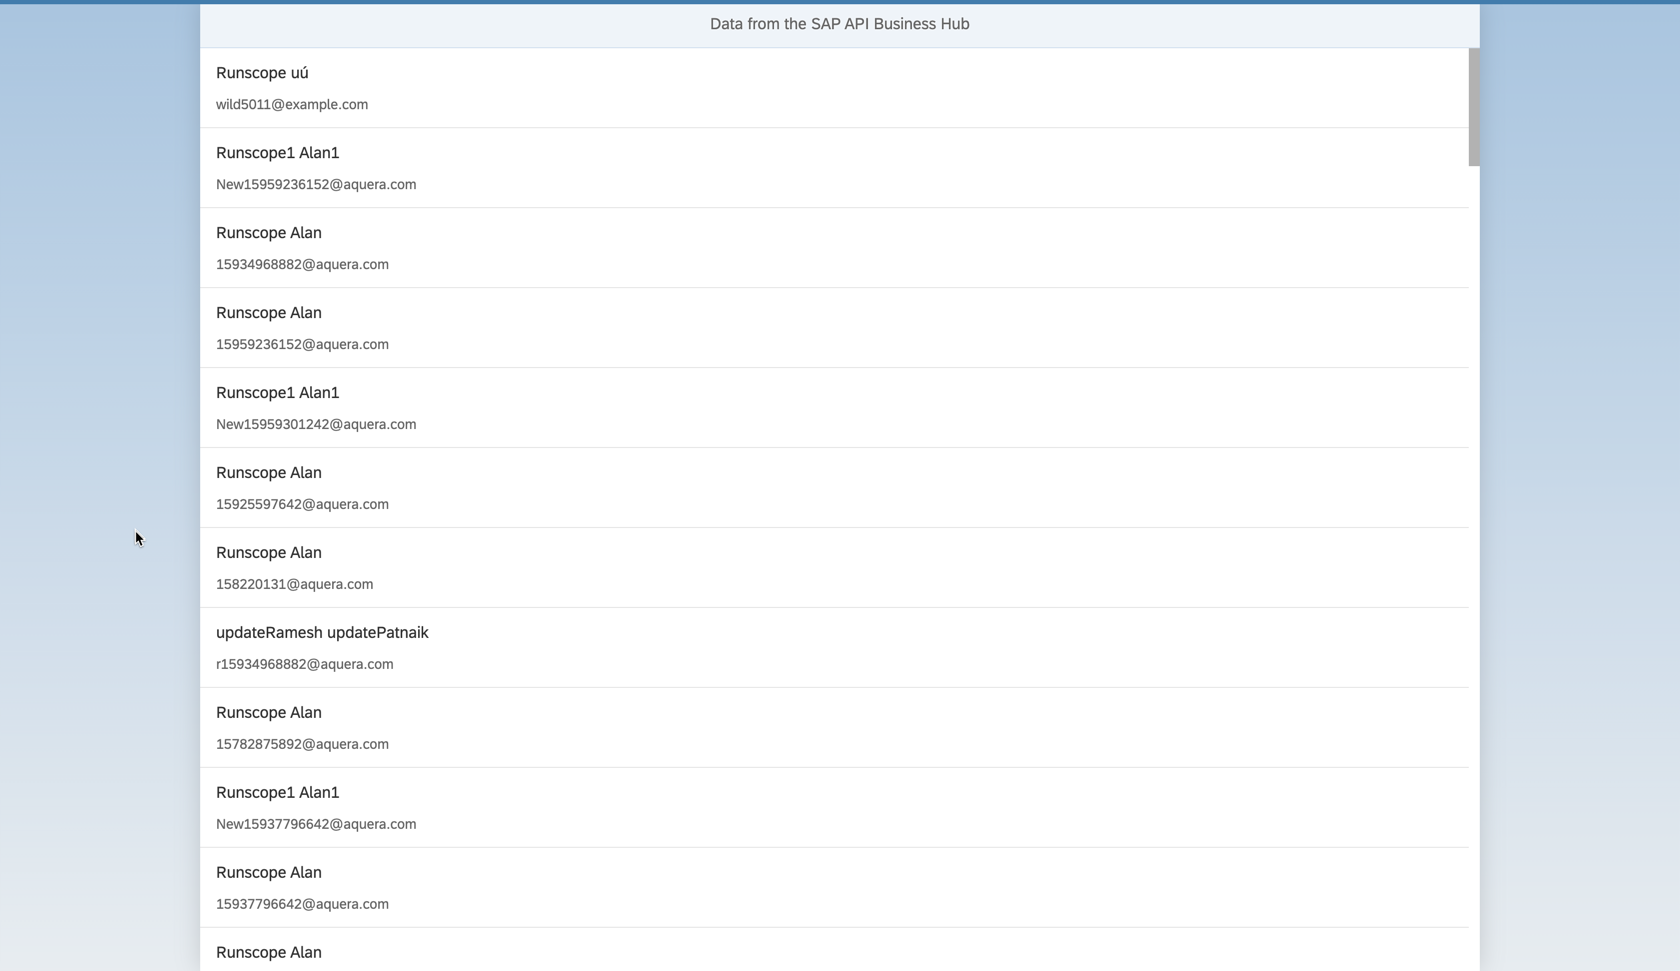 Data from the SAP API Business Hub
Runscope uú
wild5011@example.com
Runscope1 Alan1
New15959236152@aquera.com
Runscope Alan
15934968882@aquera.com
Runscope Alan
15959236152@aquera.com
Runscope1 Alan1
New15959301242@aquera.com
Runscope Alan
15925597642@aquera.com
Runscope Alan
158220131@aquera.com
updateRamesh updatePatnaik
r15934968882@aquera.com
Runscope Alan
15782875892@aquera.com
Runscope1 Alan1
New15937796642@aquera.com
Runscope Alan
15937796642@aquera.com
Runscope Alan